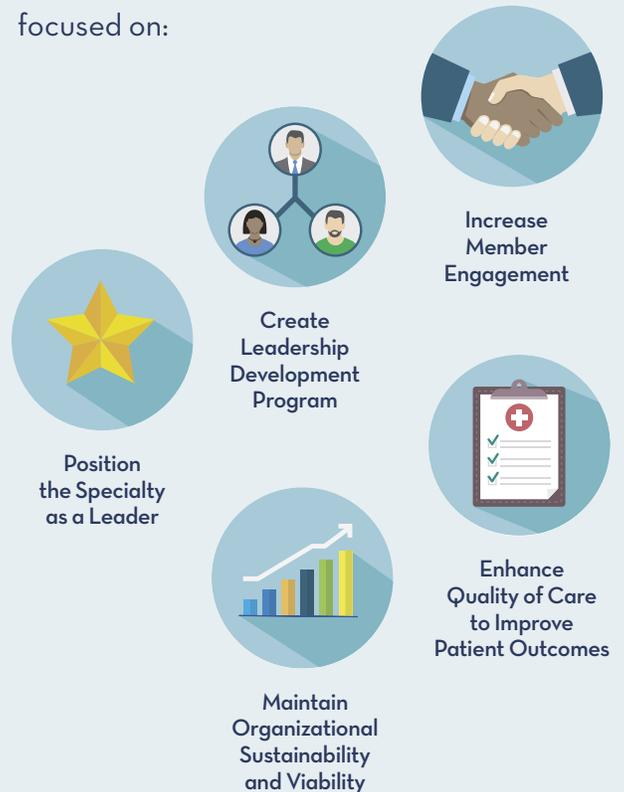 focused on:
Increase
Member
Engagement
Create
Leadership
Development
Program
Position
the Specialty
as a Leader
Enhance
Quality of Care
to Improve
Patient Outcomes
Maintain
Organizational
Sustainability
and Viability